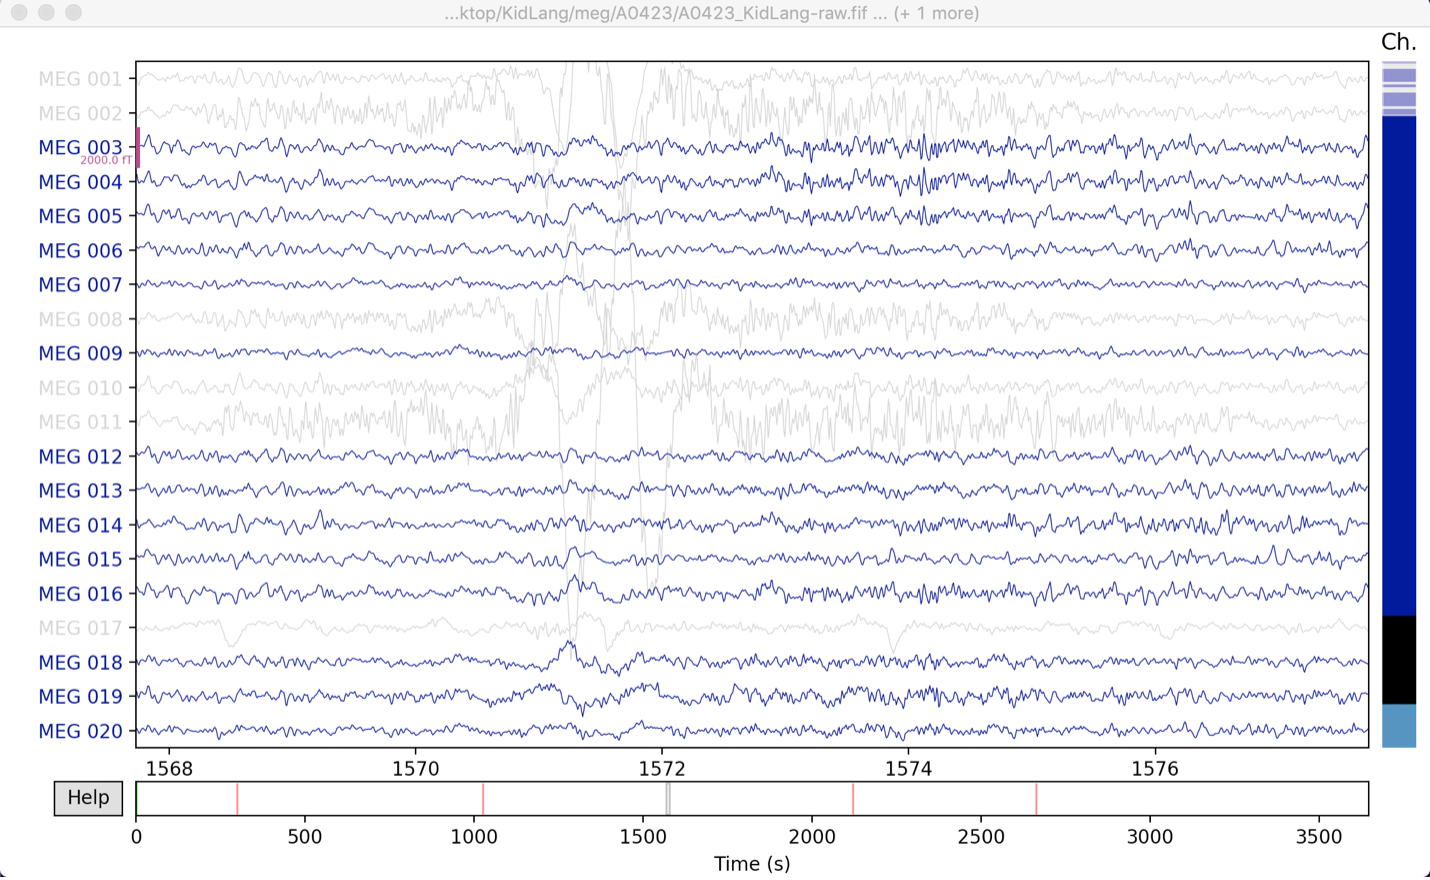 ...ktop/KidLang/meg/A0423/A0423_KidLang-raw.fif ... (+ 1 more)
Ch.
MEG 001
MEG 002
MEG 003
2000.0 fT
MEG 004
MEG 005
MEG 006
MEG 007
MEG 008
MEG 009
MEG 010
MEG 011
MEG 012
MEG 013
MEG 014
MEG 015
MEG 016
MEG 017
MEG 018
MEG 019
MEG 020
1568 1570 1572 1574 1576
Help
0 500 1000 1500 2000 2500 3000 3500
Time (s)